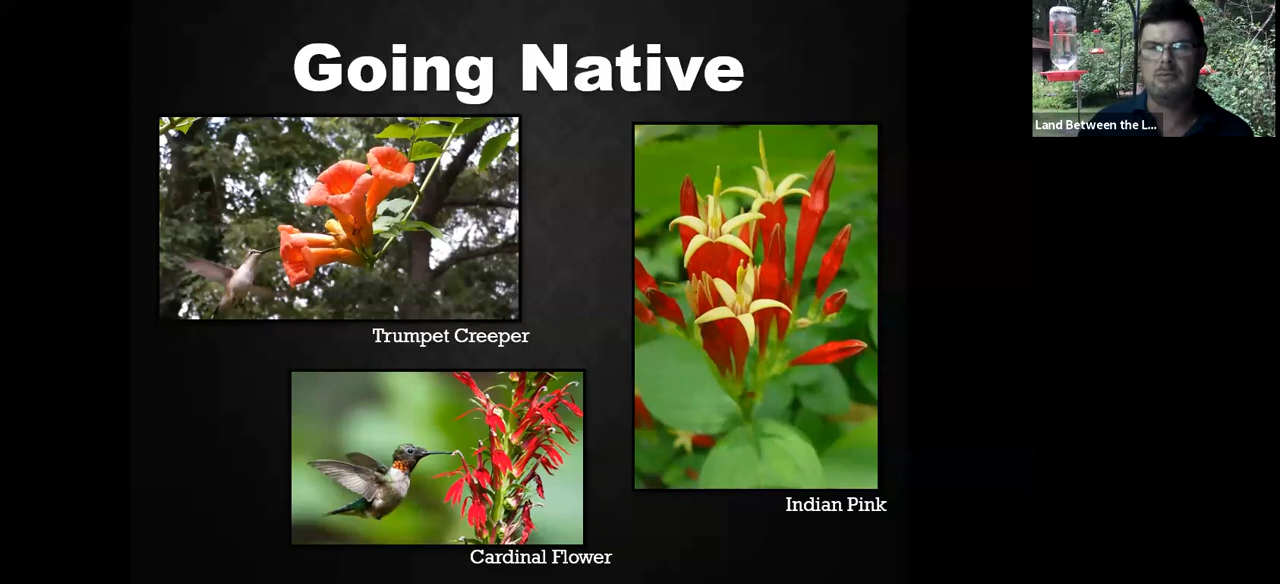 Going Native
Land Between the L...
Trumpet Creeper
Indian Pink
Cardinal Flower